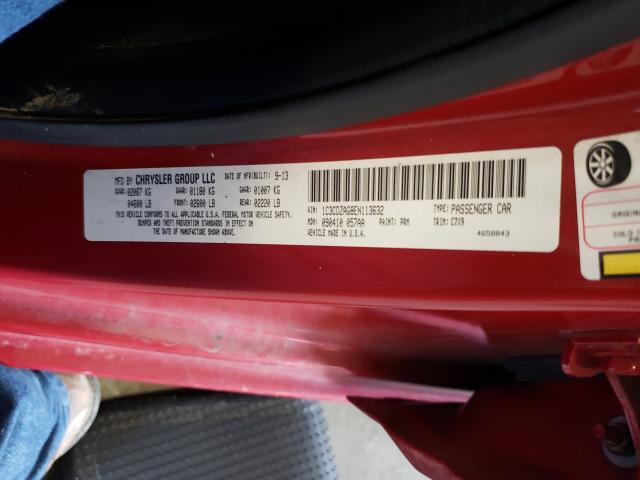 MFD BY CHRYSLER GROUP LLC DATE OF MFR(BUILT): 9-13
GVWR: 02087 KG GAWR: 01180 KG GAWR: 01007 KG
04600 LB FRONT: 02600 LB REAR: 02220 LB
THIS VEHICLE CONFORMS TO ALL APPLICABLE U.S.A. FEDERAL MOTOR VEHICLE SAFETY,
BUMPER AND THEFT PREVENTION STANDARDS IN EFFECT ON
THE DATE OF MANUFACTURE SHOWN ABOVE.
VIN: 1C3CDZAG8EN113632 TYPE: PASSENGER CAR
MDH: 090410 057AA PAINT: PRM TRIM: C7X9
VEHICLE MADE IN U.S.A. 4650843
COLD